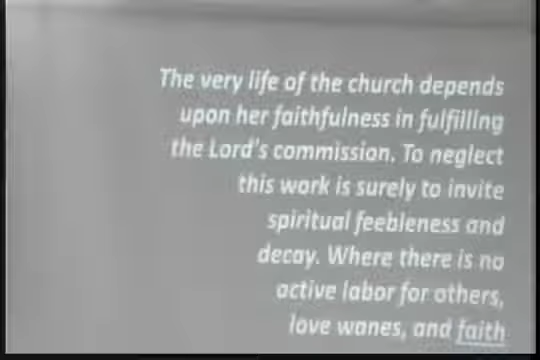 The very life of the church depends
upon her faithfulness in fulfilling
the Lord's commission. To neglect
this work is surely to invite
spiritual feebleness and
decay. Where there is no
active labor for others,
love wanes, and faith